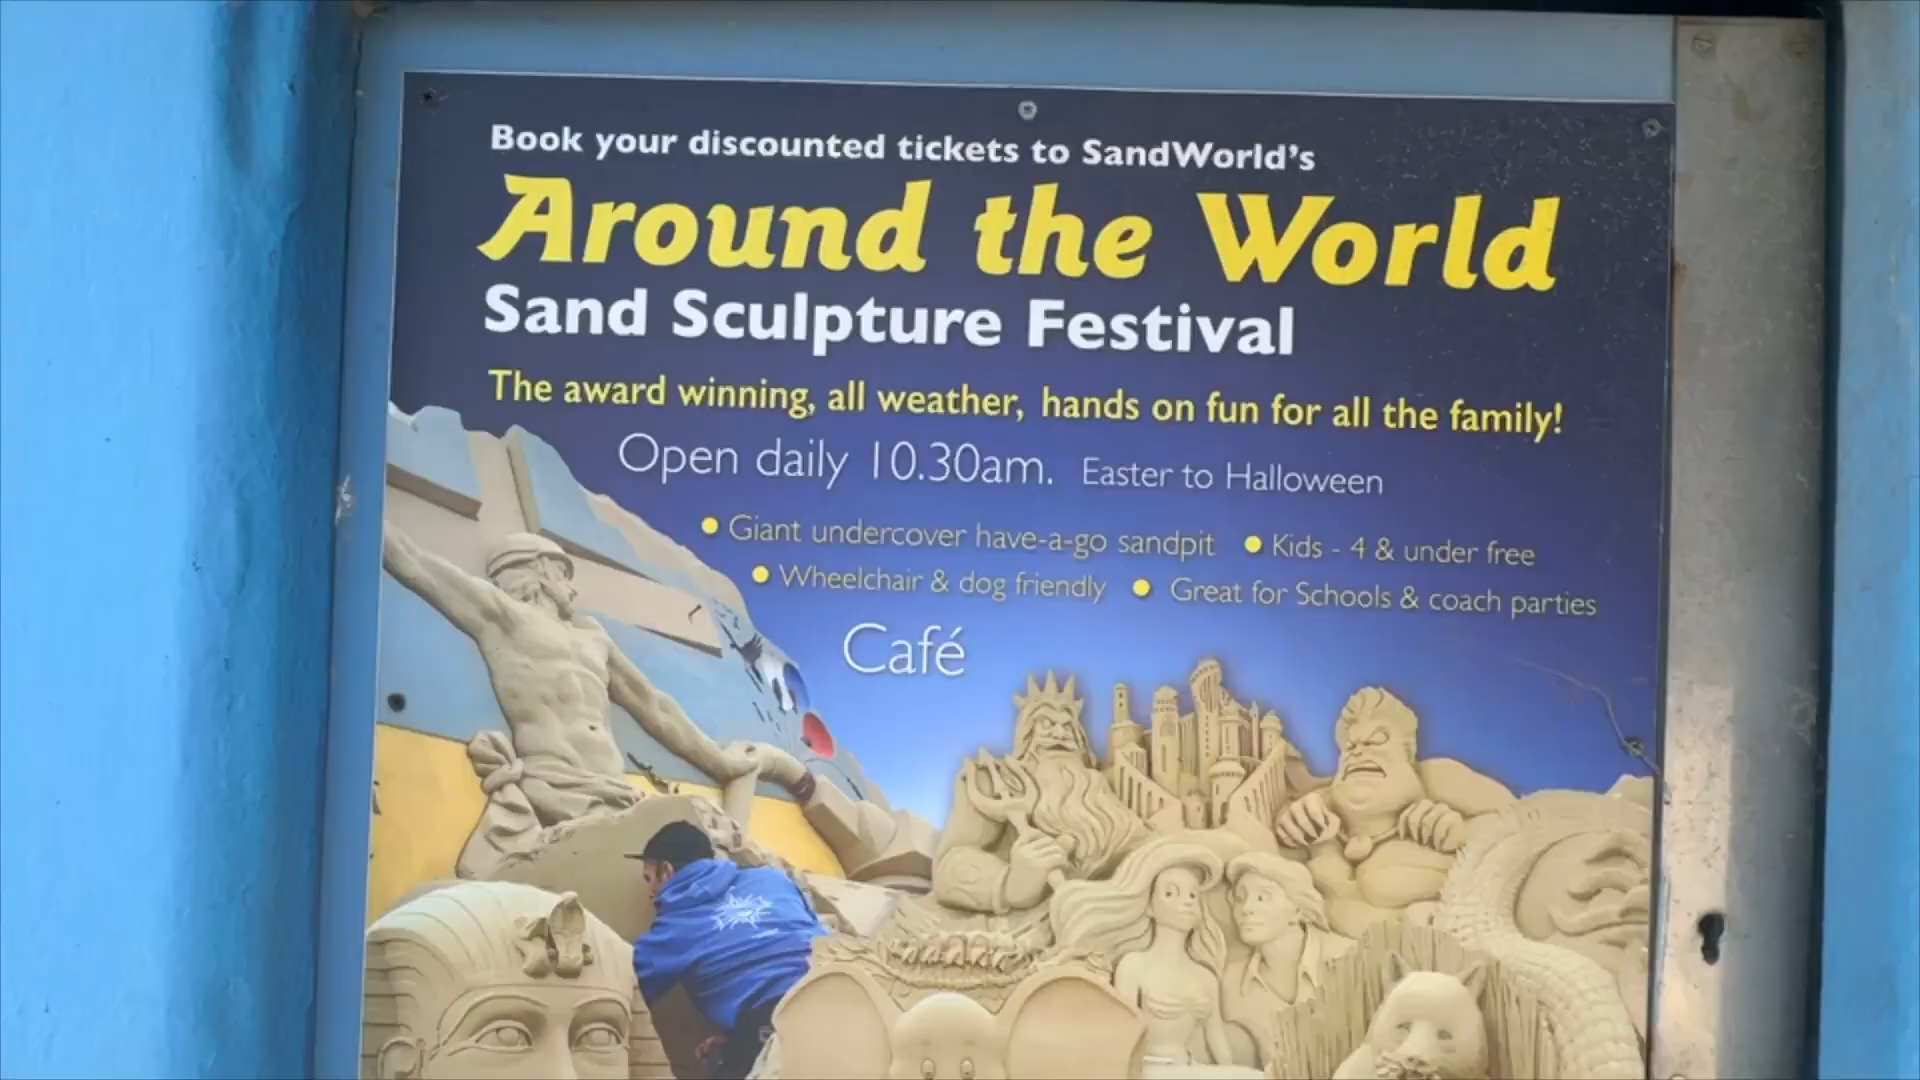 Book your discounted tickets to SandWorld's
Around the World
Sand Sculpture Festival
The award winning, all weather, hands on fun for all the family!
Open daily 10.30am. Easter to Halloween
• Giant undercover have-a-go sandpit • Kids - 4 & under free
• Wheelchair & dog friendly • Great for Schools & coach parties
Café